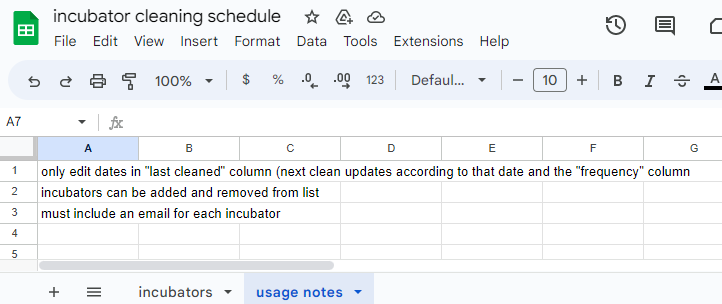 incubator cleaning schedule
File Edit View Insert Format Data Tools Extensions Help
100% $ % .0 .00 123 Defaul... − 10 + B I S A
A7 fx
A B C D E F G
1 only edit dates in "last cleaned" column (next clean updates according to that date and the "frequency" column
2 incubators can be added and removed from list
3 must include an email for each incubator
4
5
+ incubators usage notes